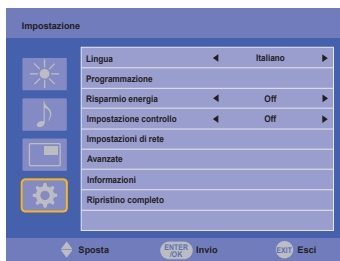 Impostazione
Lingua Italiano
Programmazione
Risparmio energia Off
Impostazione controllo Off
Impostazioni di rete
Avanzate
Informazioni
Ripristino completo
Sposta ENTER /OK Invio EXIT Esci